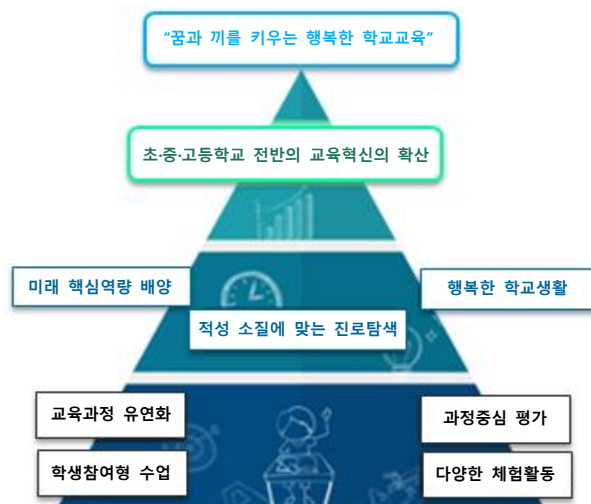 “꿈과 끼를 키우는 행복한 학교교육”
초·중·고등학교 전반의 교육혁신의 확산
미래 핵심역량 배양
행복한 학교생활
적성 소질에 맞는 진로탐색
교육과정 유연화
과정중심 평가
학생참여형 수업
다양한 체험활동